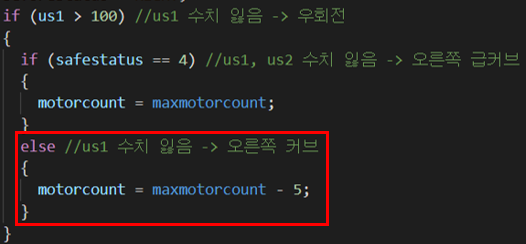 if (us1 > 100) //us1 수치 잃음 -> 우회전
{
if (safestatus == 4) //us1, us2 수치 잃음 -> 오른쪽 급커브
{
motorcount = maxmotorcount;
}
else //us1 수치 잃음 -> 오른쪽 커브
{
motorcount = maxmotorcount - 5;
}
}